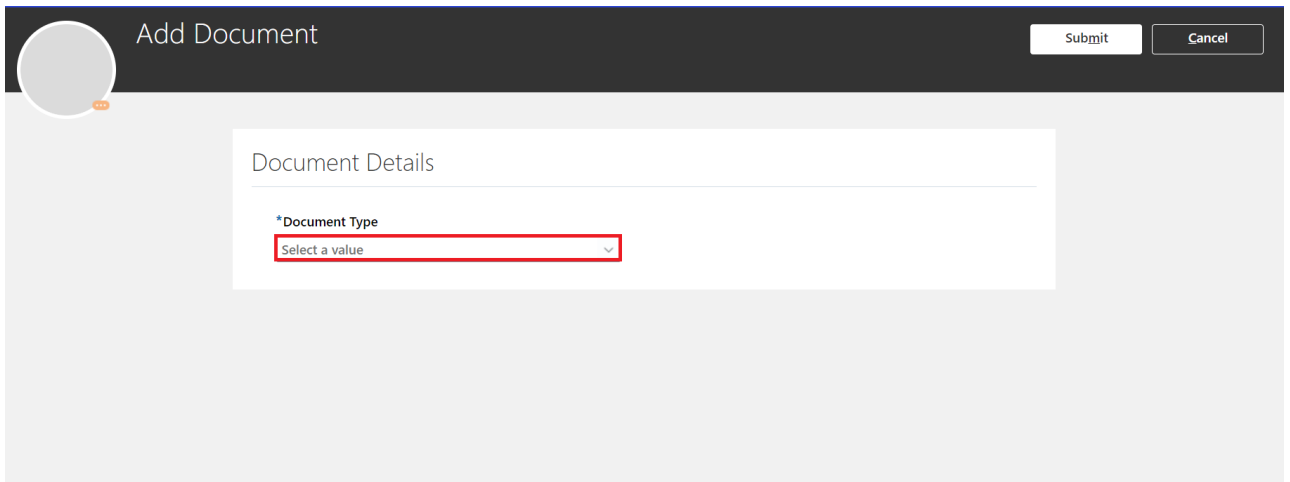 Add Document
Submit
Cancel
Document Details
*Document Type
Select a value